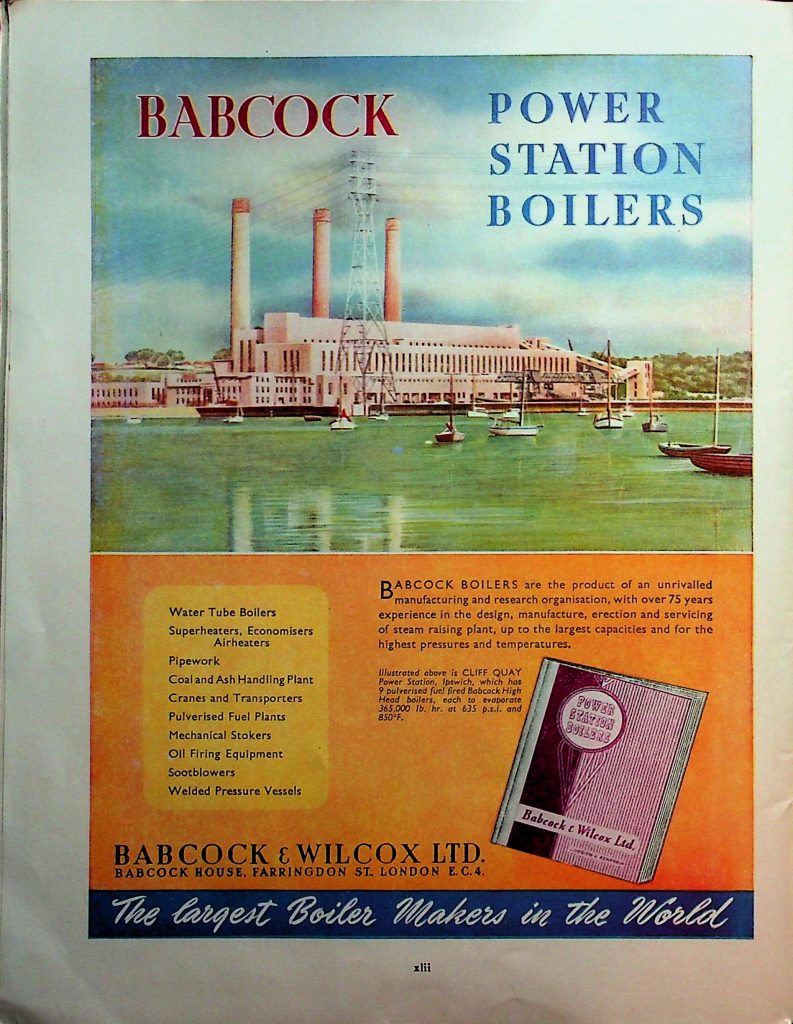 BABCOCK
POWER
STATION
BOILERS
BABCOCK BOILERS are the product of an unrivalled
manufacturing and research organisation, with over 75 years
experience in the design, manufacture, erection and servicing
of steam raising plant, up to the largest capacities and for the
highest pressures and temperatures.
Water Tube Boilers
Superheaters, Economisers
Airheaters
Pipework
Coal and Ash Handling Plant
Cranes and Transporters
Pulverised Fuel Plants
Mechanical Stokers
Oil Firing Equipment
Sootblowers
Welded Pressure Vessels
Illustrated above is CLIFF QUAY
Power Station, Ipswich, which has
9 pulverised fuel fired Babcock High
Head boilers, each to evaporate
365,000 lb./hr. at 635 p.s.i. and
850°F.
POWER
STATION
BOILERS
Babcock & Wilcox Ltd.
BABCOCK & WILCOX LTD.
BABCOCK HOUSE, FARRINGDON ST., LONDON E.C.4.
The largest Boiler Makers in the World
xlii